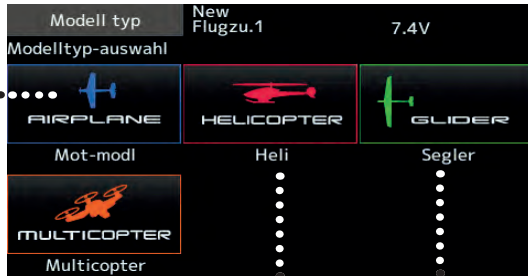 Modell typ
New
Flugzu.1
7.4V
Modelltyp-auswahl
AIRPLANE
HELICOPTER
GLIDER
Mot-modl
Heli
Segler
MULTICOPTER
Multicopter